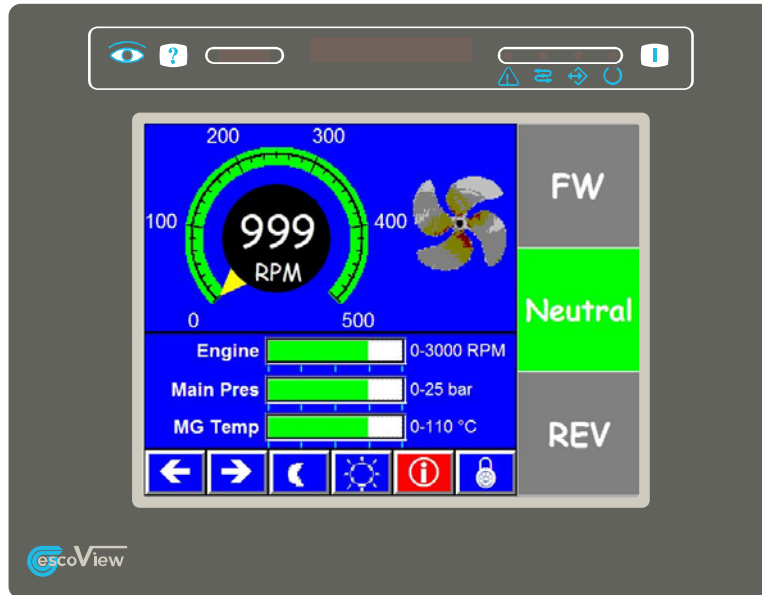 ?
200 300
FW
100 999 400
RPM
0 500
Neutral
Engine 0-3000 RPM
Main Pres 0-25 bar
MG Temp 0-110 °C
REV
escoView